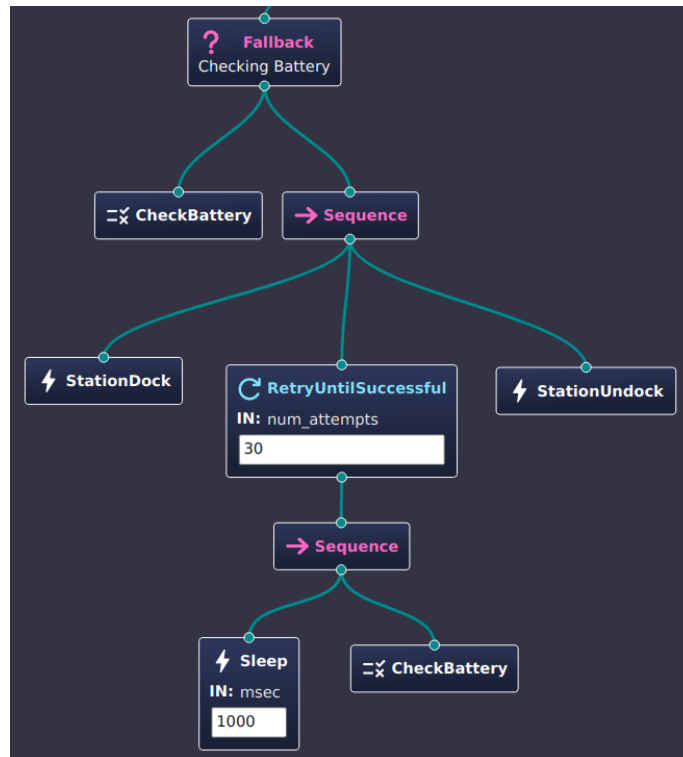 Fallback
Checking Battery
CheckBattery
Sequence
StationDock
RetryUntilSuccessful
IN: num_attempts
30
StationUndock
Sequence
Sleep
IN: msec
1000
CheckBattery